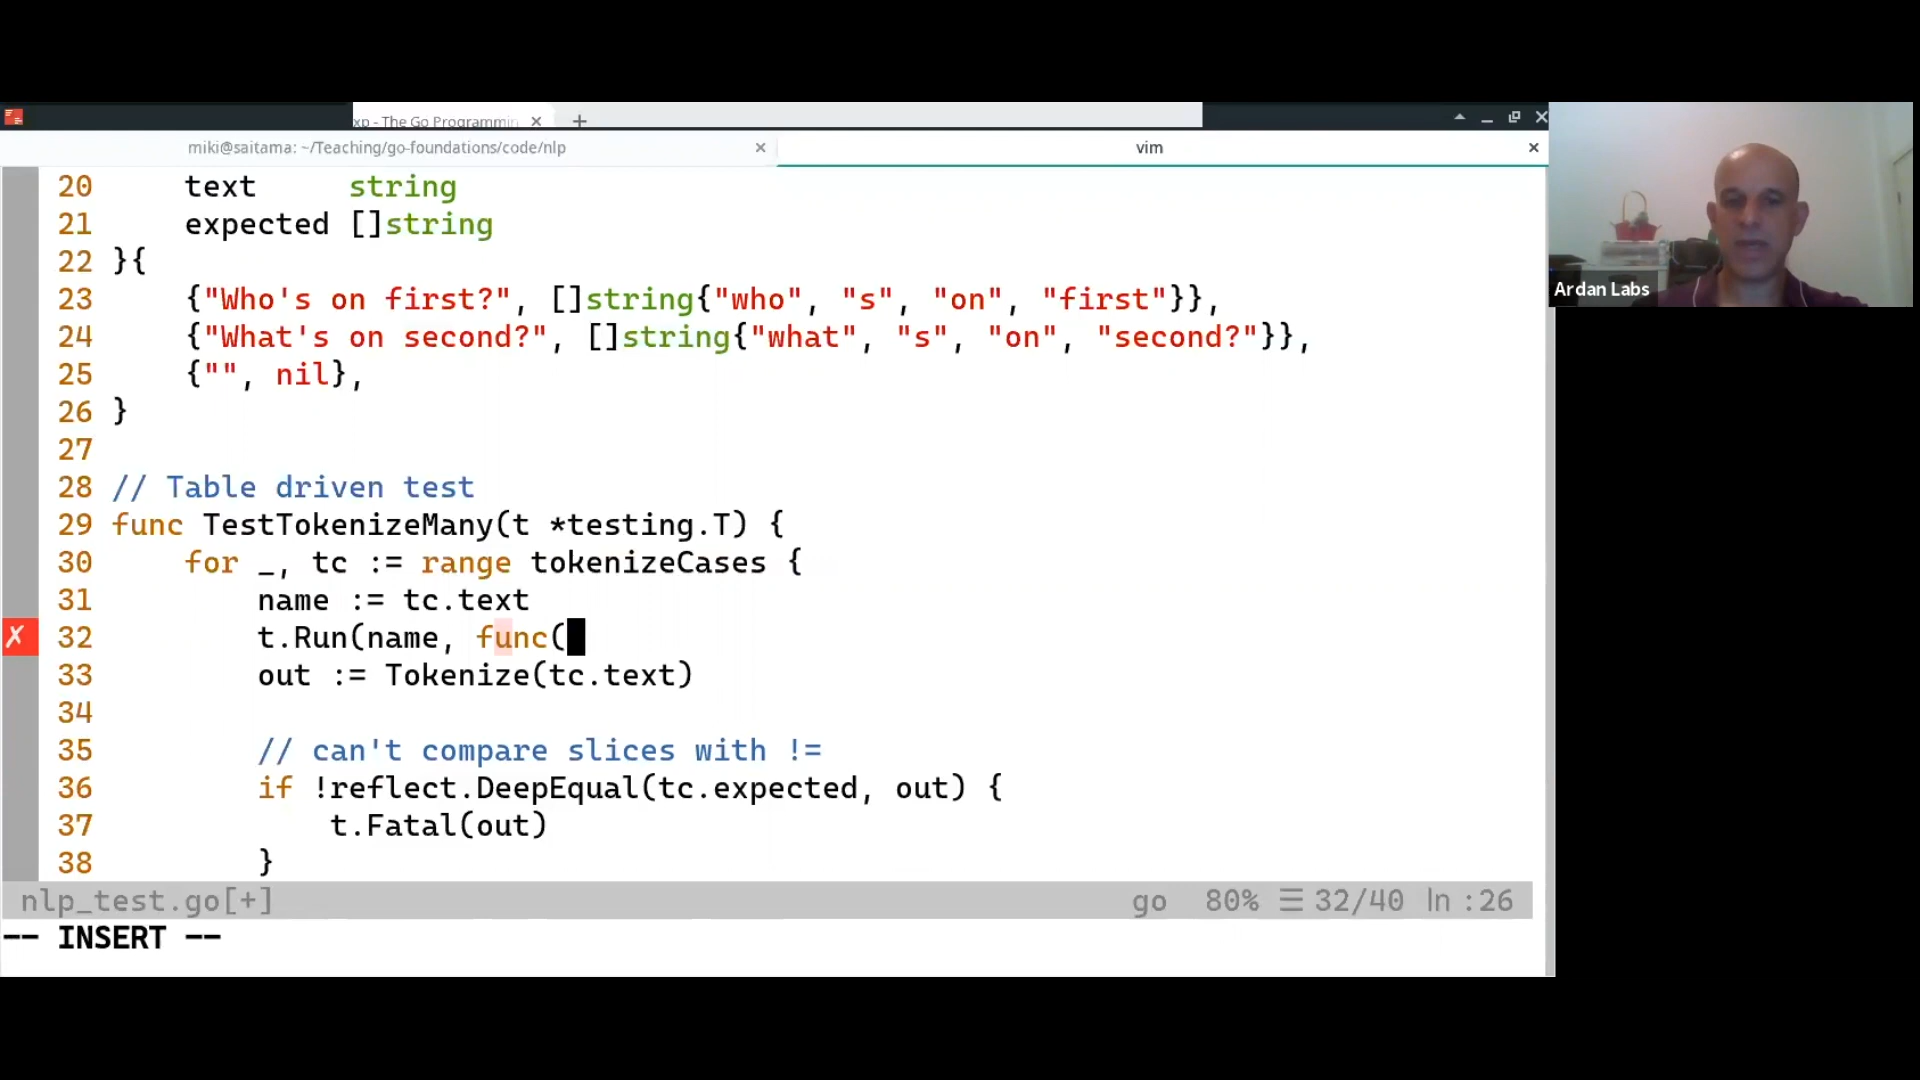 xp - The Go Programmin
miki@saitama: ~/Teaching/go-foundations/code/nlp
vim
20 text string
21 expected []string
22 }{
23 {"Who's on first?", []string{"who", "s", "on", "first"}},
24 {"What's on second?", []string{"what", "s", "on", "second?"}},
25 {"", nil},
26 }
27
28 // Table driven test
29 func TestTokenizeMany(t *testing.T) {
30 for _, tc := range tokenizeCases {
31 name := tc.text
32 t.Run(name, func(
33 out := Tokenize(tc.text)
34
35 // can't compare slices with !=
36 if !reflect.DeepEqual(tc.expected, out) {
37 t.Fatal(out)
38 }
nlp_test.go[+] go 80% ☰ 32/40 ln :26
-- INSERT --
Ardan Labs